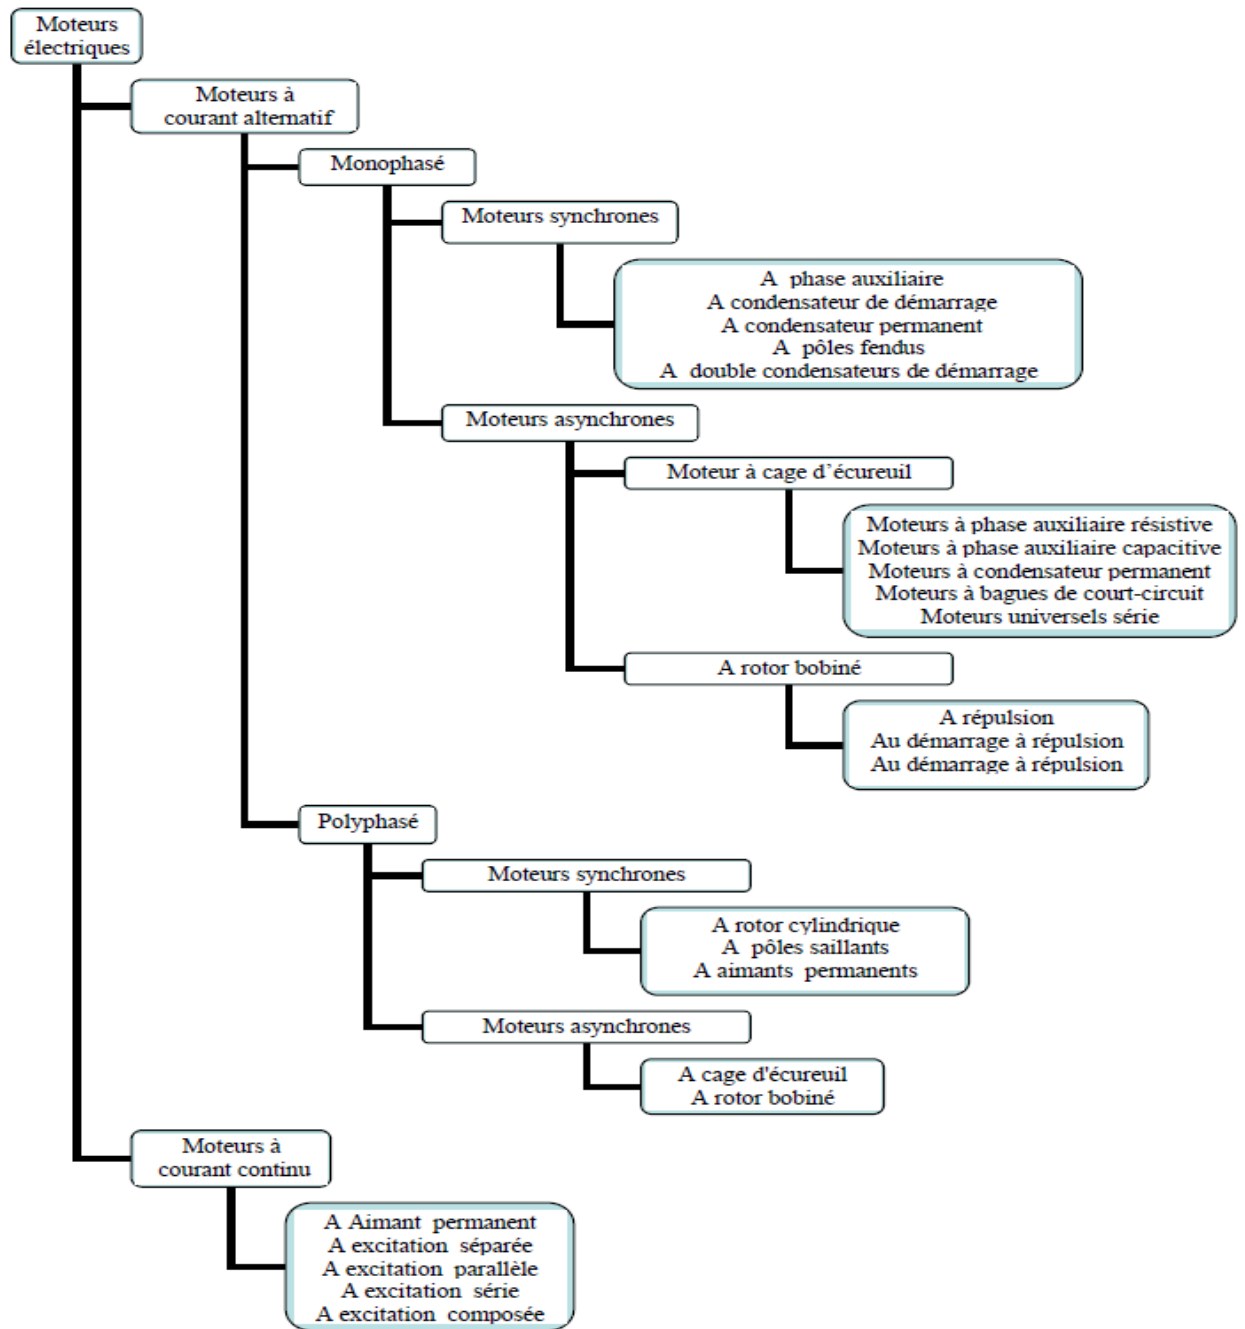 Moteurs
électriques
Moteurs à
courant alternatif
Monophasé
Moteurs synchrones
A phase auxiliaire
A condensateur de démarrage
A condensateur permanent
A pôles fendus
A double condensateurs de démarrage
Moteurs asynchrones
Moteur à cage d’écureuil
Moteurs à phase auxiliaire résistive
Moteurs à phase auxiliaire capacitive
Moteurs à condensateur permanent
Moteurs à bagues de court-circuit
Moteurs universels série
A rotor bobiné
A répulsion
Au démarrage à répulsion
Au démarrage à répulsion
Polyphasé
Moteurs synchrones
A rotor cylindrique
A pôles saillants
A aimants permanents
Moteurs asynchrones
A cage d'écureuil
A rotor bobiné
Moteurs à
courant continu
A Aimant permanent
A excitation séparée
A excitation parallèle
A excitation série
A excitation composée